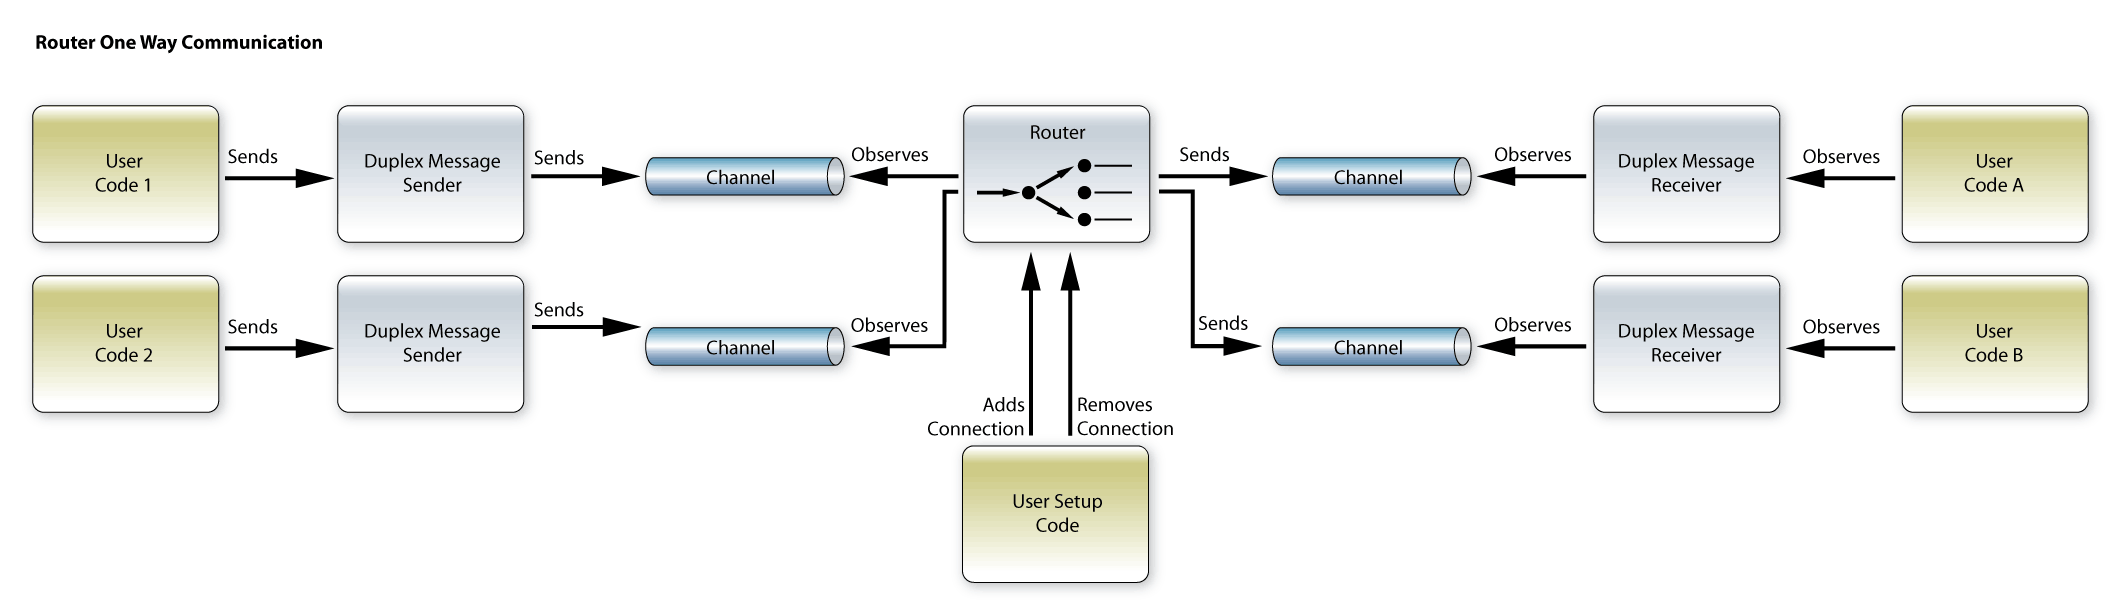 Router One Way Communication
User
Code 1
Sends
Duplex Message
Sender
Sends
Channel
Observes
Router
Sends
Channel
Observes
Duplex Message
Receiver
Observes
User
Code A
User
Code 2
Sends
Duplex Message
Sender
Sends
Channel
Observes
Sends
Channel
Observes
Duplex Message
Receiver
Observes
User
Code B
Adds
Connection
Removes
Connection
User Setup
Code